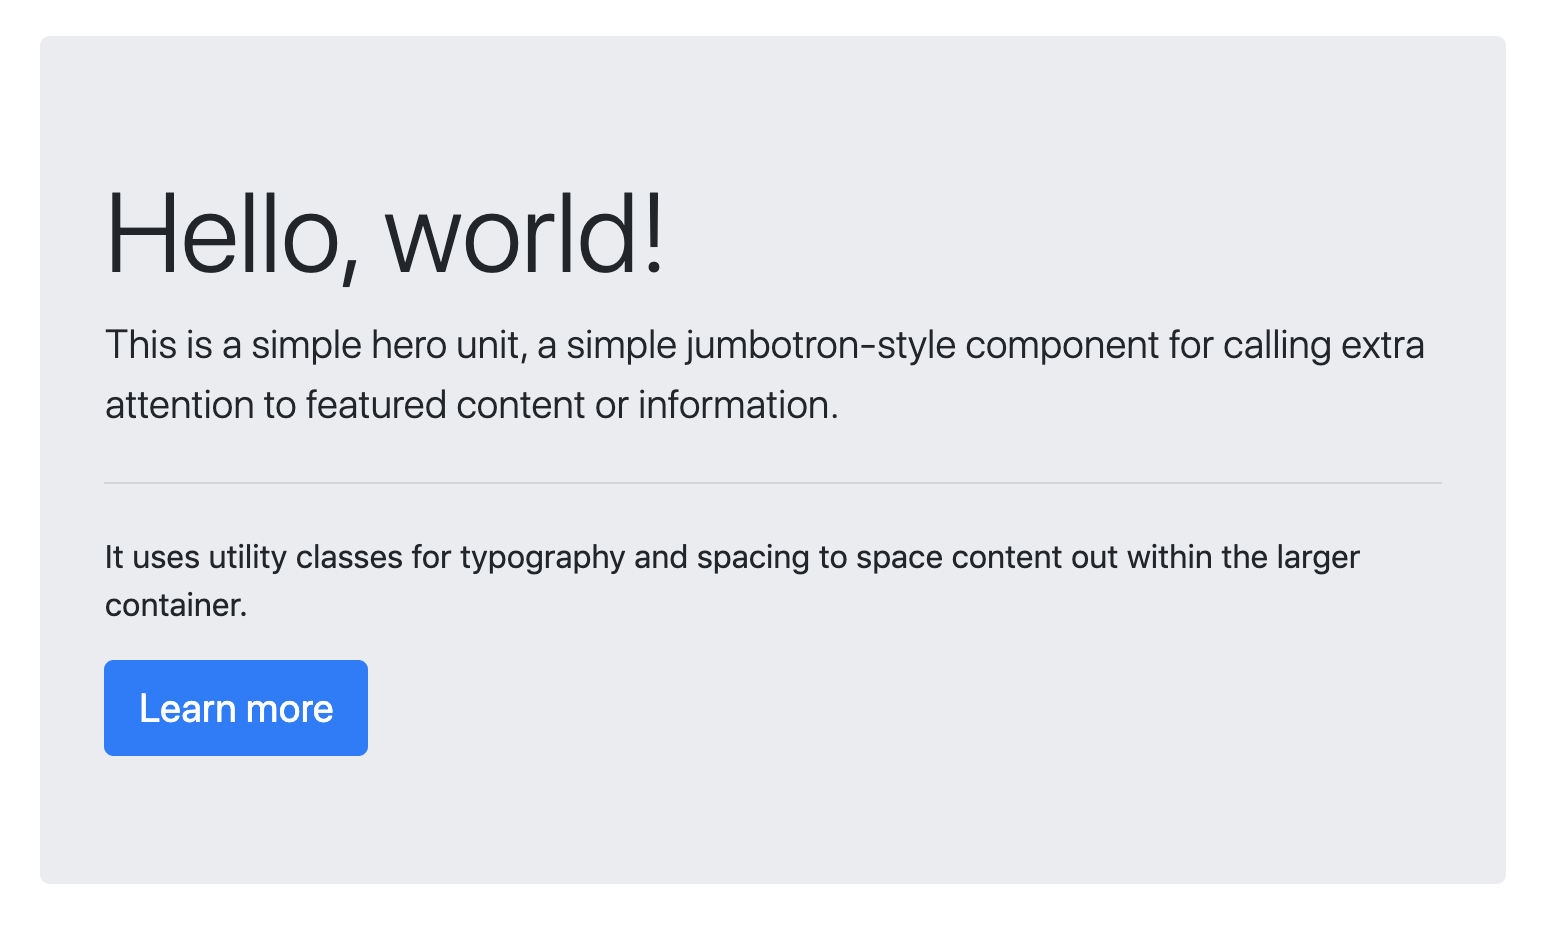 Hello, world!
This is a simple hero unit, a simple jumbotron-style component for calling extra
attention to featured content or information.
It uses utility classes for typography and spacing to space content out within the larger
container.
Learn more